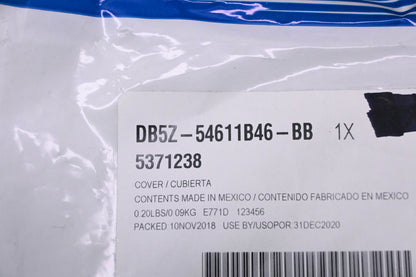 DB5Z-54611B46-BB 1X
5371238
COVER / CUBIERTA
CONTENTS MADE IN MEXICO / CONTENIDO FABRICADO EN MEXICO
0.20LBS/0.09KG E771D 123456
PACKED 10NOV2018 USE BY/USOPOR 31DEC2020